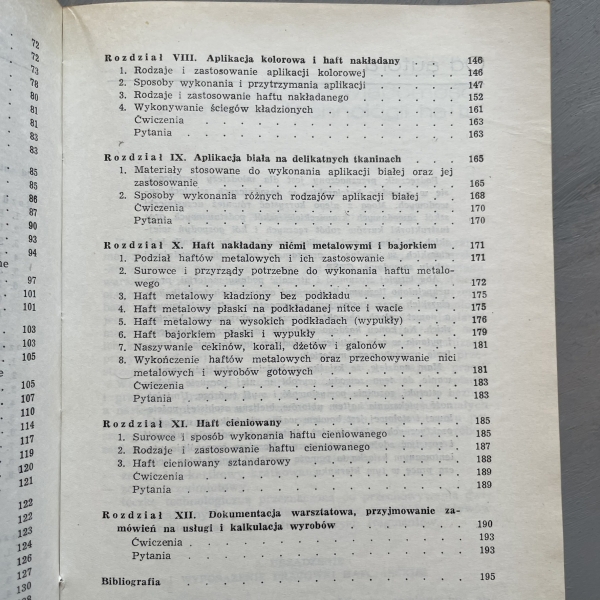 72
72
73
78
80
81
81
83
83
85
85
86
87
90
93
94
97
101
101
103
103
105
105
107
110
114
117
119
120
121
122
122
123
124
126
127
130
198
Rozdział VIII. Aplikacja kolorowa i haft nakładany 146
1. Rodzaje i zastosowanie aplikacji kolorowej . . . . 146
2. Sposoby wykonania i przytrzymania aplikacji . . . . 147
3. Rodzaje i zastosowanie haftu nakładanego . . . . 152
4. Wykonywanie ściegów kładzionych . . . . 161
Ćwiczenia . . . . 163
Pytania . . . . 163
Rozdział IX. Aplikacja biała na delikatnych tkaninach . . . 165
1. Materiały stosowane do wykonania aplikacji białej oraz jej
zastosowanie . . . . 165
2. Sposoby wykonania różnych rodzajów aplikacji białej . . 168
Ćwiczenia . . . . 170
Pytania . . . . 170
Rozdział X. Haft nakładany nićmi metalowymi i bajorkiem . 171
1. Podział haftów metalowych i ich zastosowanie . . . . 171
2. Surowce i przyrządy potrzebne do wykonania haftu metalo-
wego . . . . 172
3. Haft metalowy kładziony bez podkładu . . . . 175
4. Haft metalowy płaski na podkładanej nitce i wacie . . . 175
5. Haft metalowy na wysokich podkładach (wypukły) . . . 176
6. Haft bajorkiem płaski i wypukły . . . . 179
7. Naszywanie cekinów, korali, dżetów i galonów . . . . 181
8. Wykończenie haftów metalowych oraz przechowywanie nici
metalowych i wyrobów gotowych . . . . 181
Ćwiczenia . . . . 183
Pytania . . . . 183
Rozdział XI. Haft cieniowany . . . . 185
1. Surowce i sposób wykonania haftu cieniowanego . . . . 185
2. Rodzaje i zastosowanie haftu cieniowanego . . . . 187
3. Haft cieniowany sztandarowy . . . . 188
Ćwiczenia . . . . 189
Pytania . . . . 189
Rozdział XII. Dokumentacja warsztatowa, przyjmowanie za-
mówień na usługi i kalkulacja wyrobów . . . . 190
Ćwiczenia . . . . 193
Pytania . . . . 193
Bibliografia . . . . 195